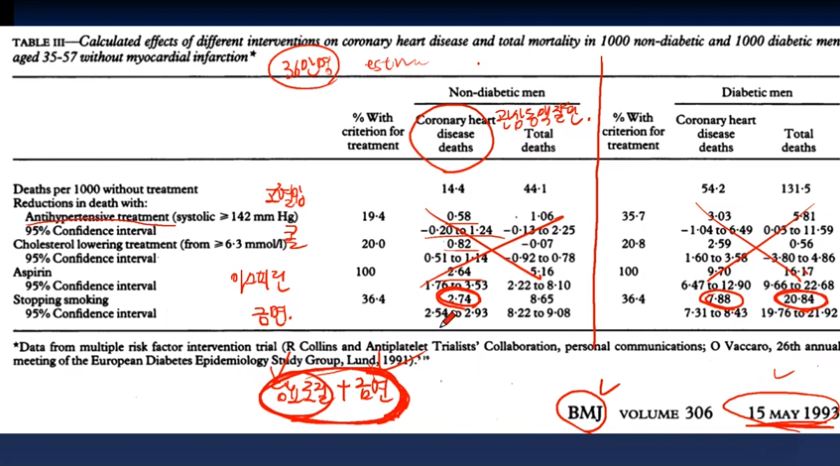 TABLE III—Calculated effects of different interventions on coronary heart disease and total mortality in 1000 non-diabetic and 1000 diabetic men
aged 35-57 without myocardial infarction*
36만명
Non-diabetic men Diabetic men
% With criterion for treatment Coronary heart disease deaths Total deaths % With criterion for treatment Coronary heart disease deaths Total deaths
관상동맥질환.
Deaths per 1000 without treatment 14·4 44·1 54·2 131·5
Reductions in death with:
고혈압
Antihypertensive treatment (systolic ≥142 mm Hg) 19·4 0·58 1·06 35·7 3·03 5·81
95% Confidence interval −0·20 to 1·24 −0·13 to 2·25 −1·04 to 6·49 0·03 to 11·59
콜
Cholesterol lowering treatment (from ≥6·3 mmol/l) 20·0 0·82 −0·07 20·8 2·59 0·56
95% Confidence interval 0·51 to 1·14 −0·92 to 0·78 1·60 to 3·58 −3·80 to 4·86
Aspirin 100 2·64 5·16 100 9·70 16·17
아스피린
95% Confidence interval 1·76 to 3·53 2·22 to 8·10 6·47 to 12·90 9·66 to 22·68
Stopping smoking 36·4 2·74 8·65 36·4 7·88 20·84
금연.
95% Confidence interval 2·54 to 2·93 8·22 to 9·08 7·31 to 8·43 19·76 to 21·92
*Data from multiple risk factor intervention trial (R Collins and Antiplatelet Trialists' Collaboration, personal communications; O Vaccaro, 26th annual
meeting of the European Diabetes Epidemiology Study Group, Lund, 1991).
+ 금연
BMJ VOLUME 306 15 MAY 1993